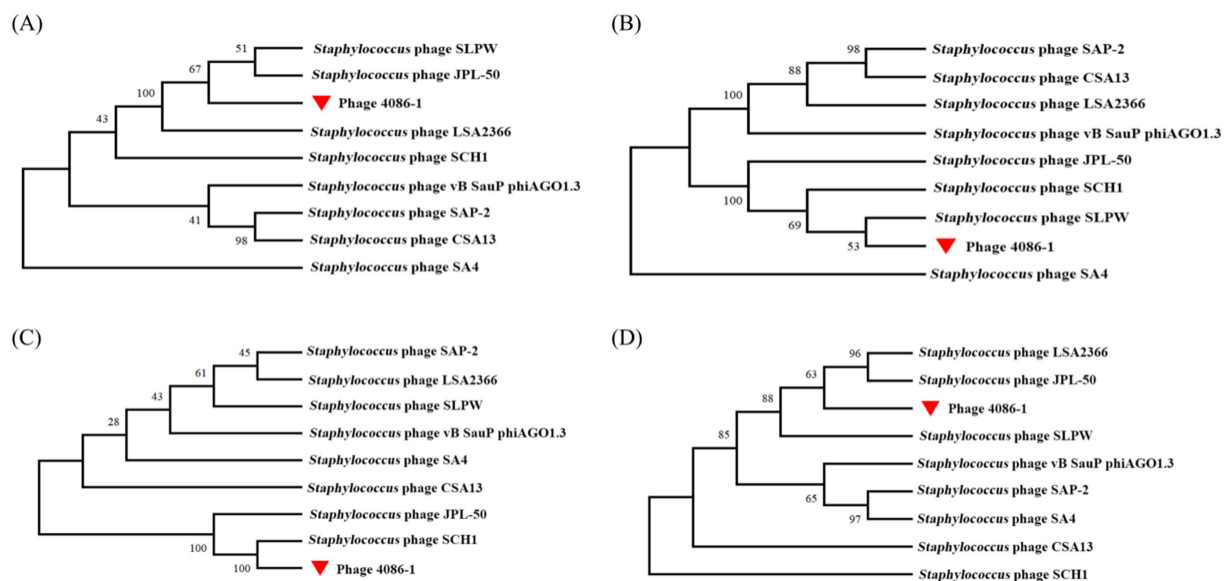 (A)
51
Staphylococcus phage SLPW
67
Staphylococcus phage JPL-50
100
Phage 4086-1
43
Staphylococcus phage LSA2366
Staphylococcus phage SCH1
Staphylococcus phage vB SauP phiAGO1.3
41
Staphylococcus phage SAP-2
98
Staphylococcus phage CSA13
Staphylococcus phage SA4
(B)
98
Staphylococcus phage SAP-2
88
Staphylococcus phage CSA13
100
Staphylococcus phage LSA2366
Staphylococcus phage vB SauP phiAGO1.3
Staphylococcus phage JPL-50
100
Staphylococcus phage SCH1
69
Staphylococcus phage SLPW
53
Phage 4086-1
Staphylococcus phage SA4
(C)
45
Staphylococcus phage SAP-2
61
Staphylococcus phage LSA2366
43
Staphylococcus phage SLPW
28
Staphylococcus phage vB SauP phiAGO1.3
Staphylococcus phage SA4
Staphylococcus phage CSA13
Staphylococcus phage JPL-50
100
Staphylococcus phage SCH1
100
Phage 4086-1
(D)
96
Staphylococcus phage LSA2366
63
Staphylococcus phage JPL-50
88
Phage 4086-1
85
Staphylococcus phage SLPW
Staphylococcus phage vB SauP phiAGO1.3
65
Staphylococcus phage SAP-2
97
Staphylococcus phage SA4
Staphylococcus phage CSA13
Staphylococcus phage SCH1